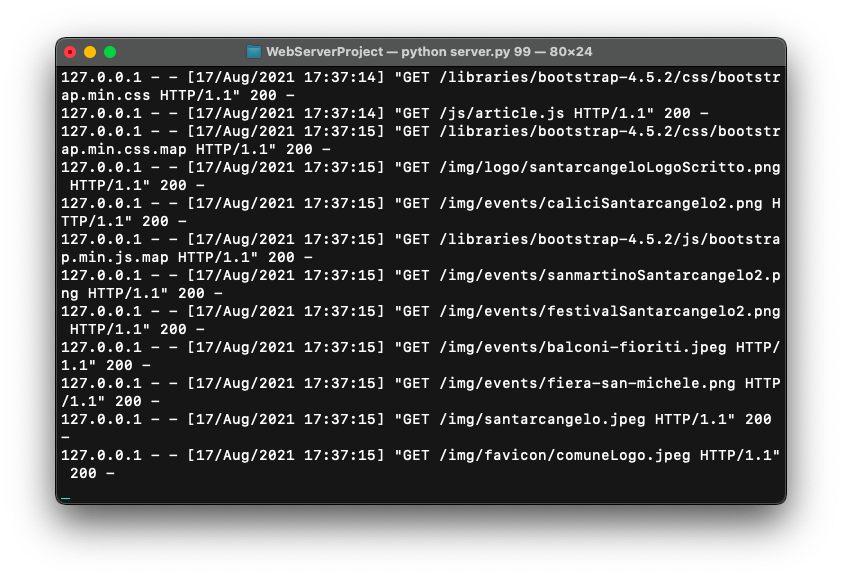 WebServerProject — python server.py 99 — 80×24
127.0.0.1 - - [17/Aug/2021 17:37:14] "GET /libraries/bootstrap-4.5.2/css/bootstr
ap.min.css HTTP/1.1" 200 -
127.0.0.1 - - [17/Aug/2021 17:37:14] "GET /js/article.js HTTP/1.1" 200 -
127.0.0.1 - - [17/Aug/2021 17:37:15] "GET /libraries/bootstrap-4.5.2/css/bootstr
ap.min.css.map HTTP/1.1" 200 -
127.0.0.1 - - [17/Aug/2021 17:37:15] "GET /img/logo/santarcangeloLogoScritto.png
 HTTP/1.1" 200 -
127.0.0.1 - - [17/Aug/2021 17:37:15] "GET /img/events/caliciSantarcangelo2.png H
TTP/1.1" 200 -
127.0.0.1 - - [17/Aug/2021 17:37:15] "GET /libraries/bootstrap-4.5.2/js/bootstra
p.min.js.map HTTP/1.1" 200 -
127.0.0.1 - - [17/Aug/2021 17:37:15] "GET /img/events/sanmartinoSantarcangelo2.p
ng HTTP/1.1" 200 -
127.0.0.1 - - [17/Aug/2021 17:37:15] "GET /img/events/festivalSantarcangelo2.png
 HTTP/1.1" 200 -
127.0.0.1 - - [17/Aug/2021 17:37:15] "GET /img/events/balconi-fioriti.jpeg HTTP/
1.1" 200 -
127.0.0.1 - - [17/Aug/2021 17:37:15] "GET /img/events/fiera-san-michele.png HTTP
/1.1" 200 -
127.0.0.1 - - [17/Aug/2021 17:37:15] "GET /img/santarcangelo.jpeg HTTP/1.1" 200
-
127.0.0.1 - - [17/Aug/2021 17:37:15] "GET /img/favicon/comuneLogo.jpeg HTTP/1.1"
 200 -